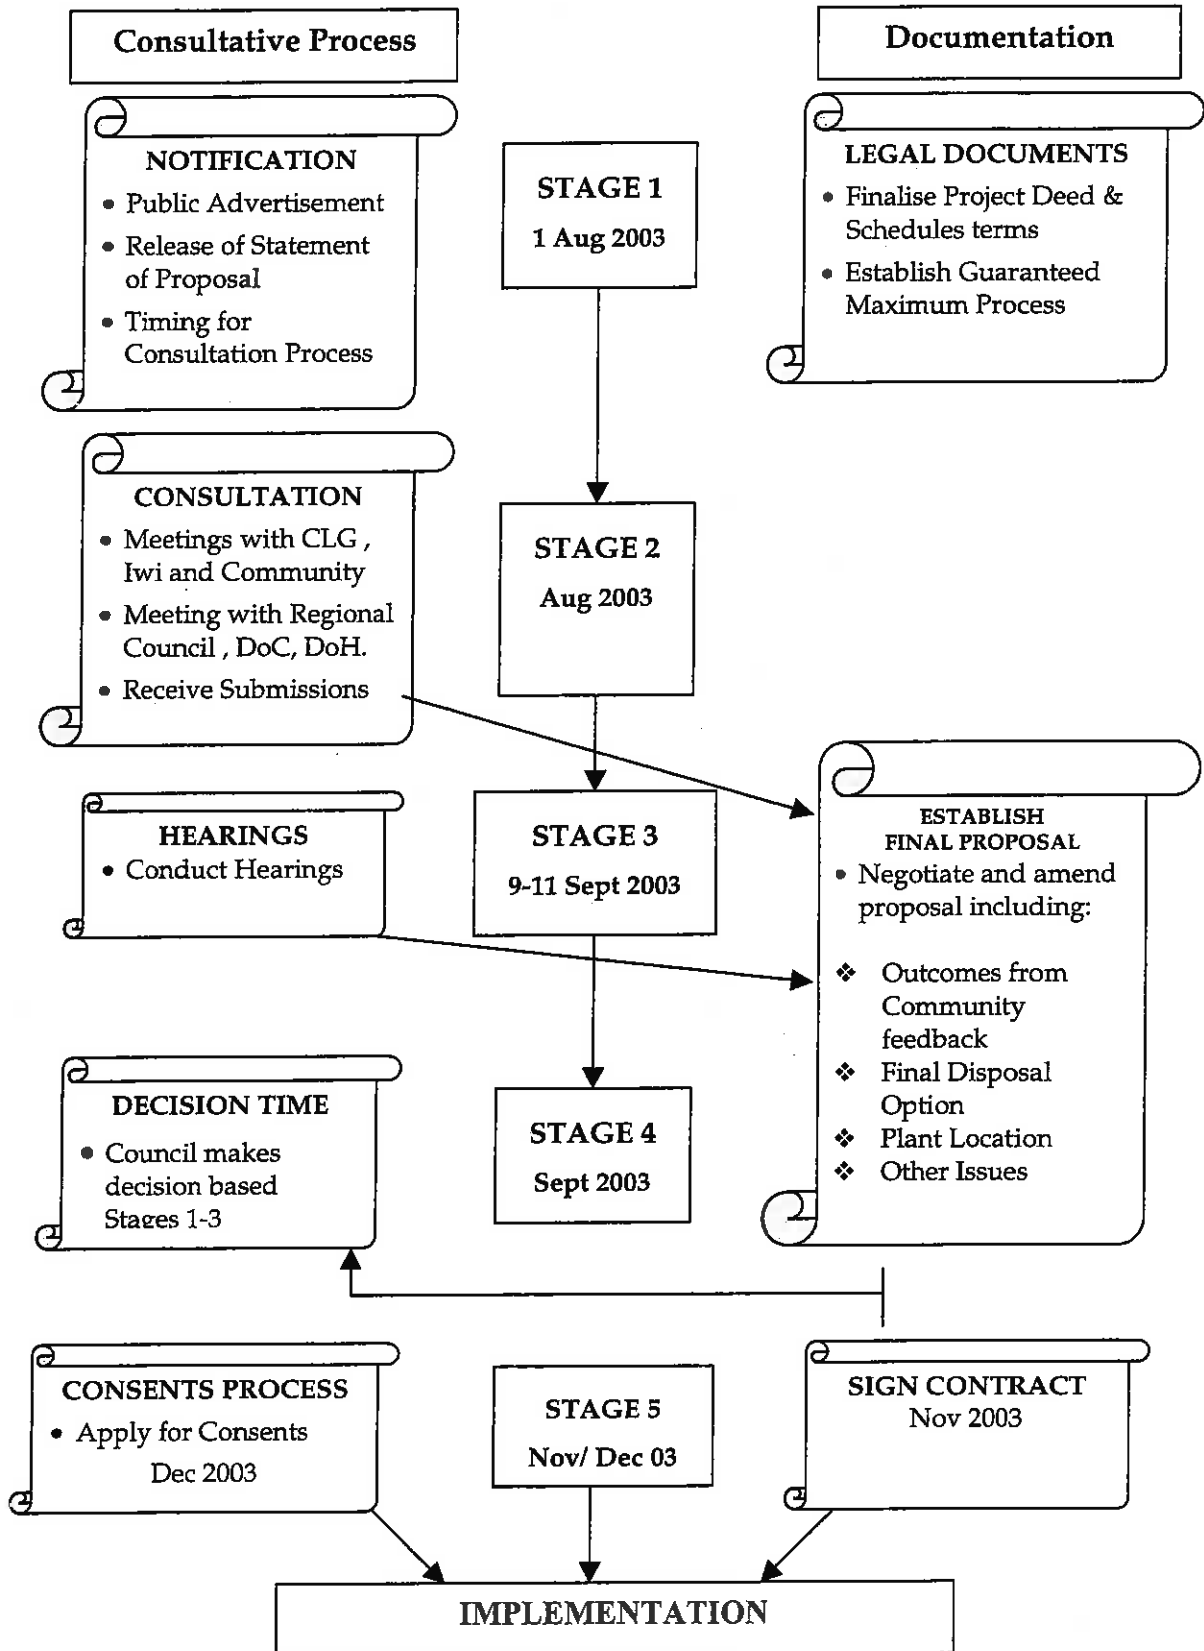 Consultative Process
Documentation
NOTIFICATION
• Public Advertisement
• Release of Statement
of Proposal
• Timing for
Consultation Process
STAGE 1
1 Aug 2003
LEGAL DOCUMENTS
• Finalise Project Deed &
Schedules terms
• Establish Guaranteed
Maximum Process
CONSULTATION
• Meetings with CLG ,
Iwi and Community
• Meeting with Regional
Council , DoC, DoH.
• Receive Submissions
STAGE 2
Aug 2003
HEARINGS
• Conduct Hearings
STAGE 3
9-11 Sept 2003
ESTABLISH
FINAL PROPOSAL
• Negotiate and amend
proposal including:
❖ Outcomes from
Community
feedback
❖ Final Disposal
Option
❖ Plant Location
❖ Other Issues
DECISION TIME
• Council makes
decision based
Stages 1-3
STAGE 4
Sept 2003
CONSENTS PROCESS
• Apply for Consents
Dec 2003
STAGE 5
Nov/ Dec 03
SIGN CONTRACT
Nov 2003
IMPLEMENTATION